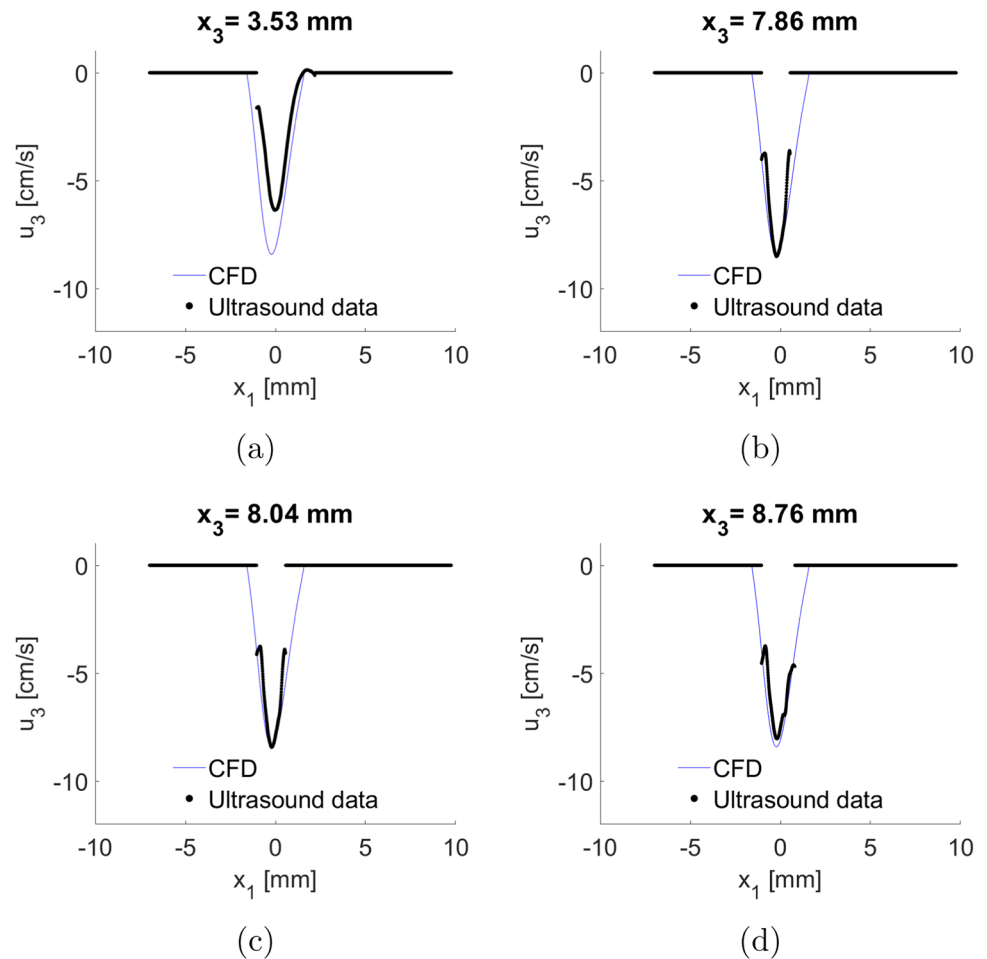 x3= 3.53 mm
0
-5
-10
u3 [cm/s]
CFD
Ultrasound data
-10 -5 0 5 10
x1 [mm]
(a)
x3= 7.86 mm
0
-5
-10
u3 [cm/s]
CFD
Ultrasound data
-10 -5 0 5 10
x1 [mm]
(b)
x3= 8.04 mm
0
-5
-10
u3 [cm/s]
CFD
Ultrasound data
-10 -5 0 5 10
x1 [mm]
(c)
x3= 8.76 mm
0
-5
-10
u3 [cm/s]
CFD
Ultrasound data
-10 -5 0 5 10
x1 [mm]
(d)